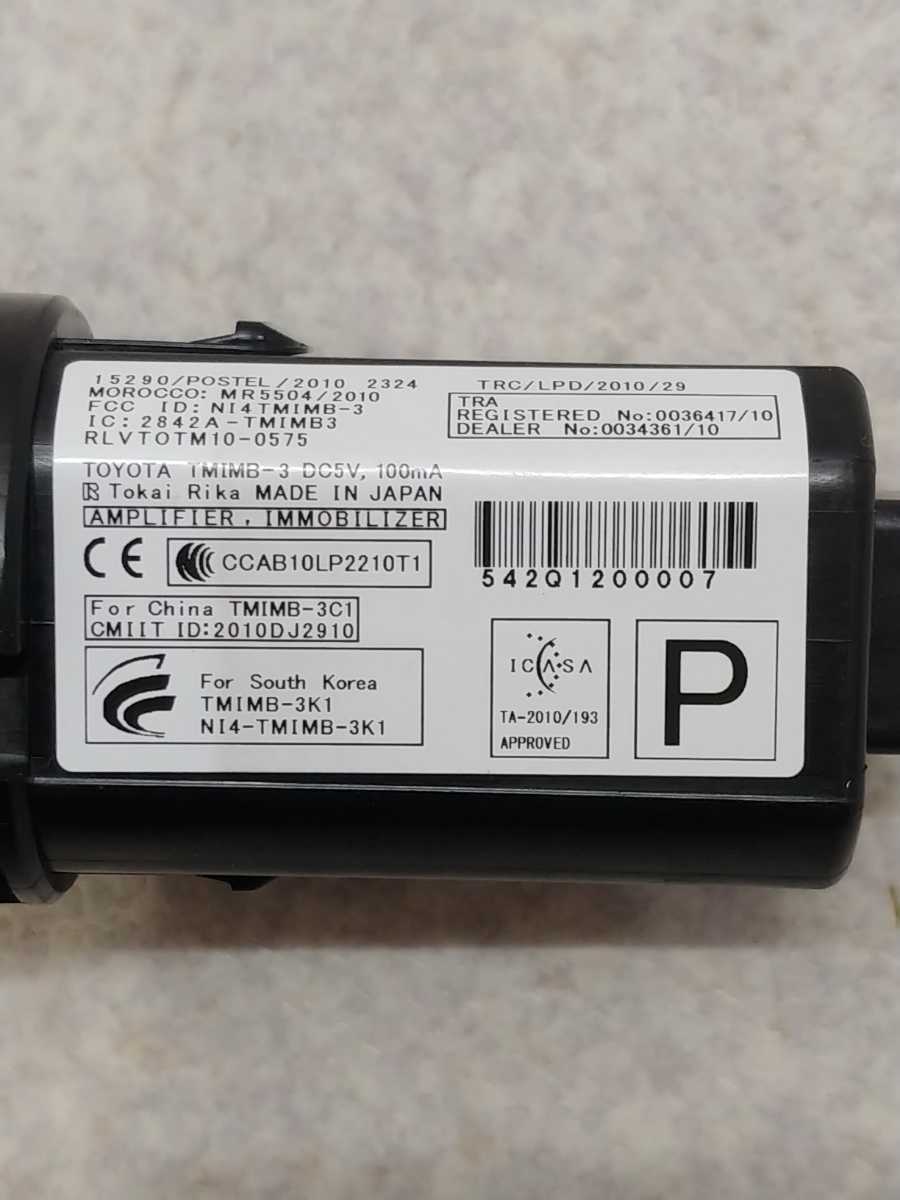 15290/POSTEL/2010 2324
MOROCCO: MR5504/2010
FCC ID: NI4TMIMB-3
IC: 2842A-TMIMB3
RLVTOTM10-0575
TRC/LPD/2010/29
TRA
REGISTERED No:0036417/10
DEALER No:0034361/10
TOYOTA TMIMB-3 DC5V, 100mA
Tokai Rika MADE IN JAPAN
AMPLIFIER, IMMOBILIZER
CE
CCAB10LP2210T1
542Q1200007
For China TMIMB-3C1
CMIIT ID:2010DJ2910
For South Korea
TMIMB-3K1
NI4-TMIMB-3K1
ICASA
TA-2010/193
APPROVED
P